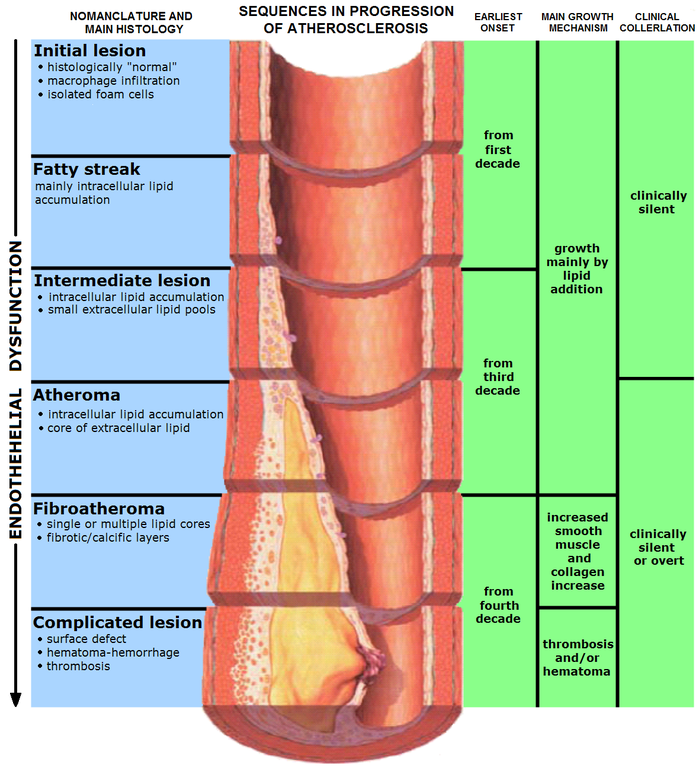 NOMANCLATURE AND
MAIN HISTOLOGY
SEQUENCES IN PROGRESSION
OF ATHEROSCLEROSIS
EARLIEST
ONSET
MAIN GROWTH
MECHANISM
CLINICAL
COLLERLATION
ENDOTHEHELIAL DYSFUNCTION
Initial lesion
• histologically "normal"
• macrophage infiltration
• isolated foam cells
Fatty streak
mainly intracellular lipid
accumulation
Intermediate lesion
• intracellular lipid accumulation
• small extracellular lipid pools
Atheroma
• intracellular lipid accumulation
• core of extracellular lipid
Fibroatheroma
• single or multiple lipid cores
• fibrotic/calcific layers
Complicated lesion
• surface defect
• hematoma-hemorrhage
• thrombosis
from
first
decade
from
third
decade
from
fourth
decade
growth
mainly by
lipid
addition
increased
smooth
muscle
and
collagen
increase
thrombosis
and/or
hematoma
clinically
silent
clinically
silent
or overt